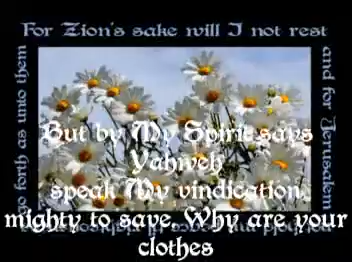 For Zion's sake will I not rest
and for Jerusalem
go forth as unto them
But by My Spirit says
Yahweh
speak My vindication,
mighty to save. Why are your
clothes